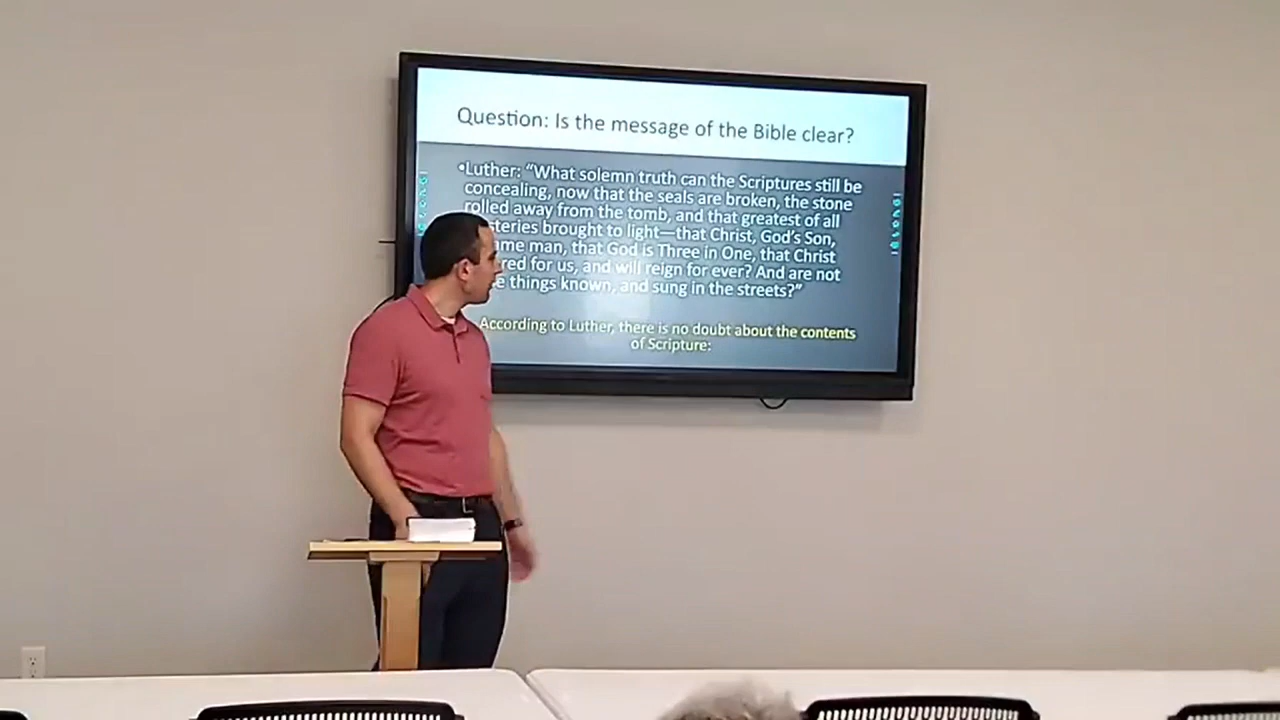 Question: Is the message of the Bible clear?
•Luther: “What solemn truth can the Scriptures still be
concealing, now that the seals are broken, the stone
rolled away from the tomb, and that greatest of all
steries brought to light—that Christ, God’s Son,
me man, that God is Three in One, that Christ
red for us, and will reign for ever? And are not
e things known, and sung in the streets?”
According to Luther, there is no doubt about the contents
of Scripture: